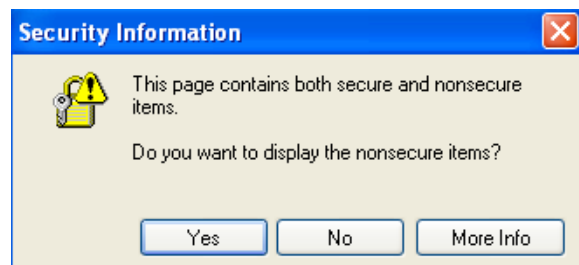 Security Information
This page contains both secure and nonsecure
items.
Do you want to display the nonsecure items?
Yes No More Info